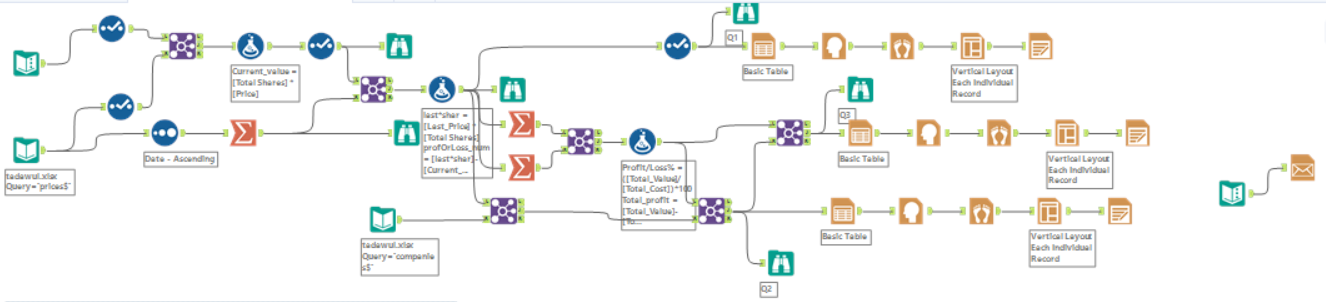 Q1
Basic Table
Vertical Layout
Each Individual
Record
Current_value =
[Total Shares] *
[Price]
Q3
Basic Table
Vertical Layout
Each Individual
Record
last*sher =
[Last_Price] *
[Total Shares]
profOrLoss_num
= [last*sher]-
[Current_...
Date - Ascending
tadawul.xlsx
Query=`prices$`
Profit/Loss% =
([Total_Value]/
[Total_Cost])*100
Total_profit =
[Total_Value]-
[To...
Basic Table
Vertical Layout
Each Individual
Record
tadawul.xlsx
Query=`companie
s$`
Q2